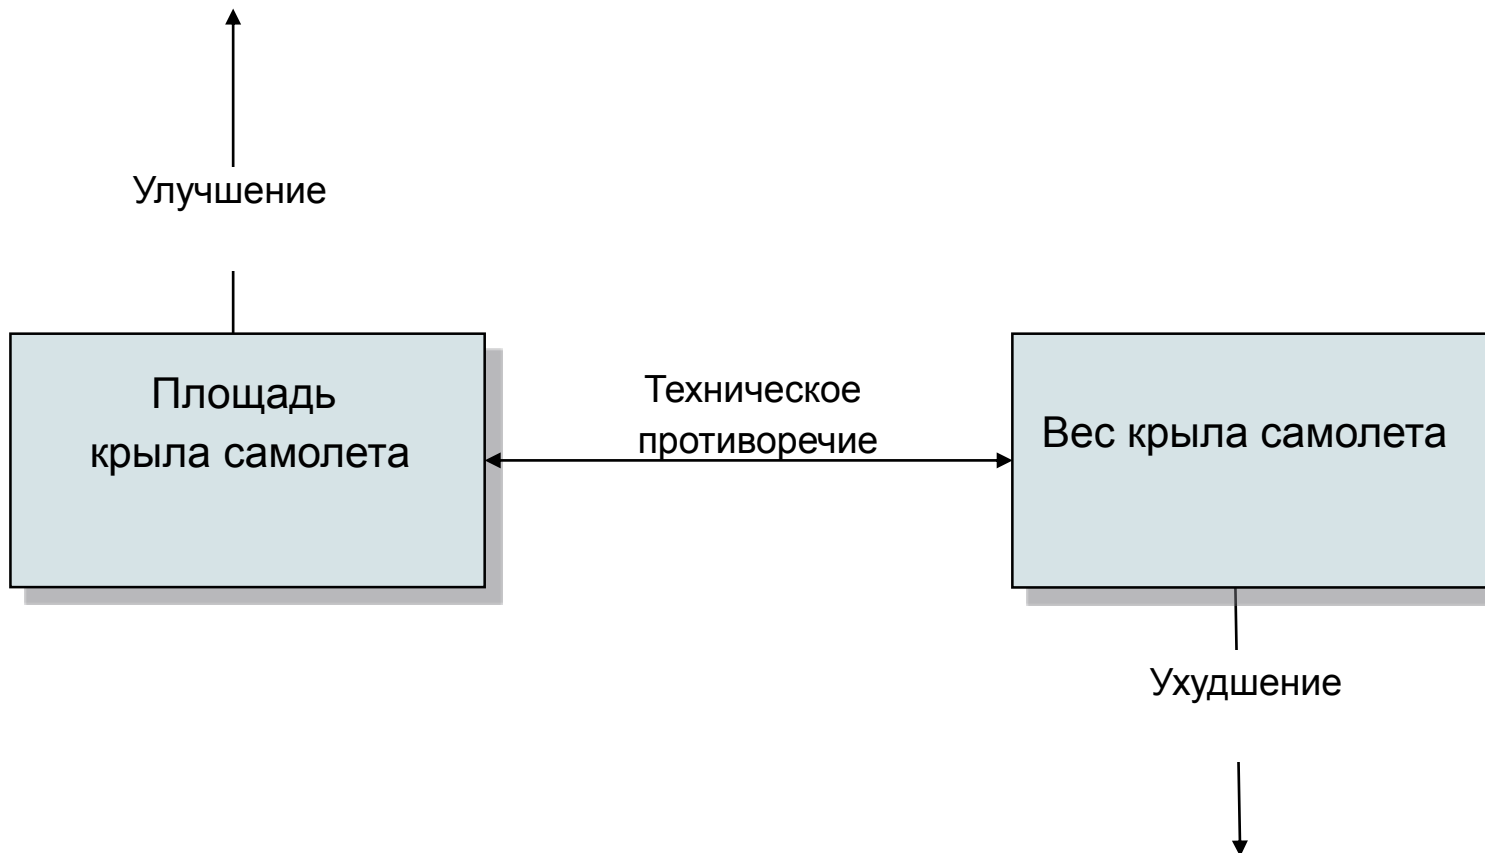 Улучшение
Площадь
крыла самолета
Техническое
противоречие
Вес крыла самолета
Ухудшение